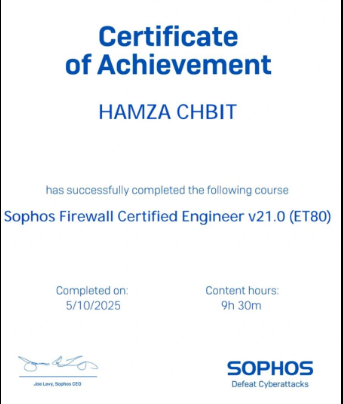 Certificate
of Achievement
HAMZA CHBIT
has successfully completed the following course
Sophos Firewall Certified Engineer v21.0 (ET80)
Completed on:
5/10/2025
Content hours:
9h 30m
Joe Levy, Sophos CEO
SOPHOS
Defeat Cyberattacks